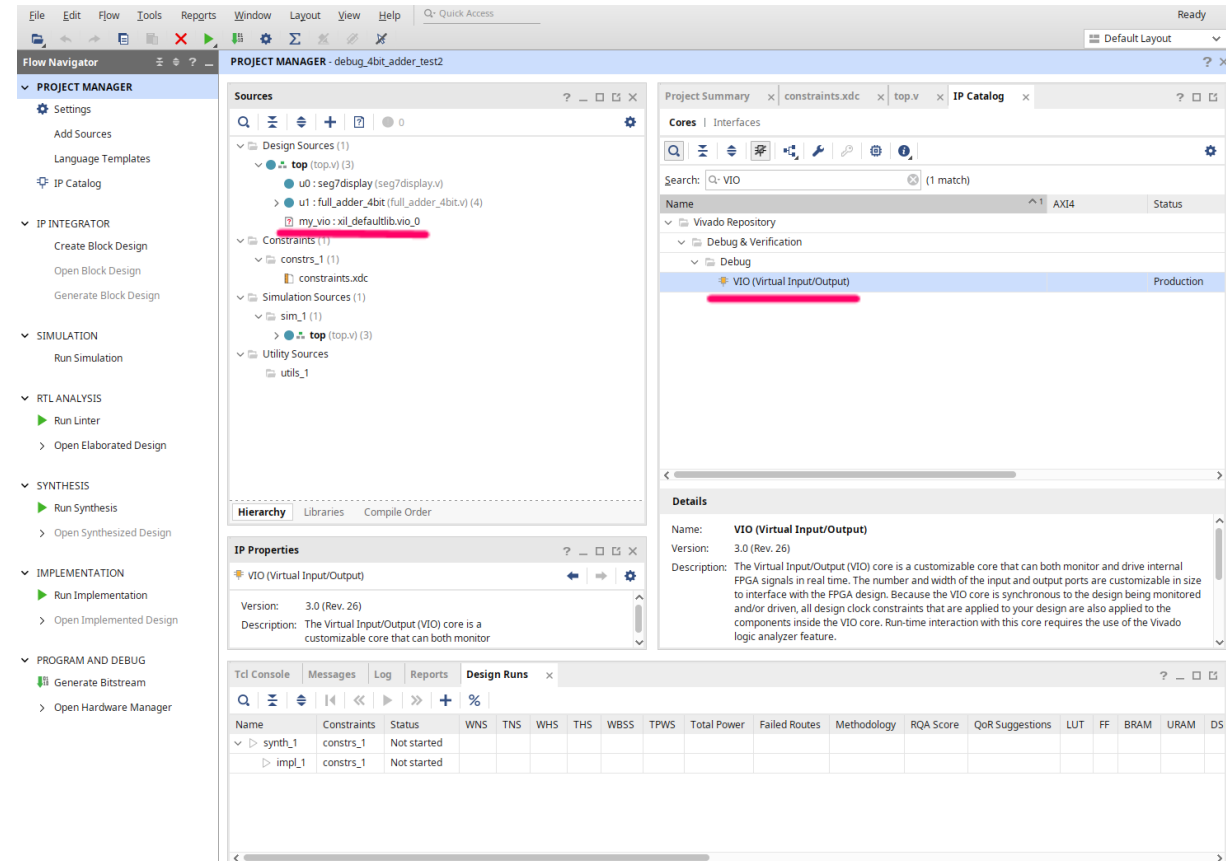 File Edit Flow Tools Reports Window Layout View Help Quick Access Ready
Default Layout
Flow Navigator
PROJECT MANAGER - debug_4bit_adder_test2
PROJECT MANAGER
Settings
Add Sources
Language Templates
IP Catalog
IP INTEGRATOR
Create Block Design
Open Block Design
Generate Block Design
SIMULATION
Run Simulation
RTL ANALYSIS
Run Linter
Open Elaborated Design
SYNTHESIS
Run Synthesis
Open Synthesized Design
IMPLEMENTATION
Run Implementation
Open Implemented Design
PROGRAM AND DEBUG
Generate Bitstream
Open Hardware Manager
Sources
0
Design Sources (1)
top (top.v) (3)
u0 : seg7display (seg7display.v)
u1 : full_adder_4bit (full_adder_4bit.v) (4)
my_vio : xil_defaultlib.vio_0
Constraints (1)
constrs_1 (1)
constraints.xdc
Simulation Sources (1)
sim_1 (1)
top (top.v) (3)
Utility Sources
utils_1
Hierarchy Libraries Compile Order
IP Properties
VIO (Virtual Input/Output)
Version: 3.0 (Rev. 26)
Description: The Virtual Input/Output (VIO) core is a
customizable core that can both monitor
Project Summary constraints.xdc top.v IP Catalog
Cores | Interfaces
Search: VIO (1 match)
Name 1 AXI4 Status
Vivado Repository
Debug & Verification
Debug
VIO (Virtual Input/Output) Production
Details
Name: VIO (Virtual Input/Output)
Version: 3.0 (Rev. 26)
Description: The Virtual Input/Output (VIO) core is a customizable core that can both monitor and drive internal
FPGA signals in real time. The number and width of the input and output ports are customizable in size
to interface with the FPGA design. Because the VIO core is synchronous to the design being monitored
and/or driven, all design clock constraints that are applied to your design are also applied to the
components inside the VIO core. Run-time interaction with this core requires the use of the Vivado
logic analyzer feature.
Tcl Console Messages Log Reports Design Runs
Name Constraints Status WNS TNS WHS THS WBSS TPWS Total Power Failed Routes Methodology RQA Score QoR Suggestions LUT FF BRAM URAM DS
synth_1 constrs_1 Not started
impl_1 constrs_1 Not started